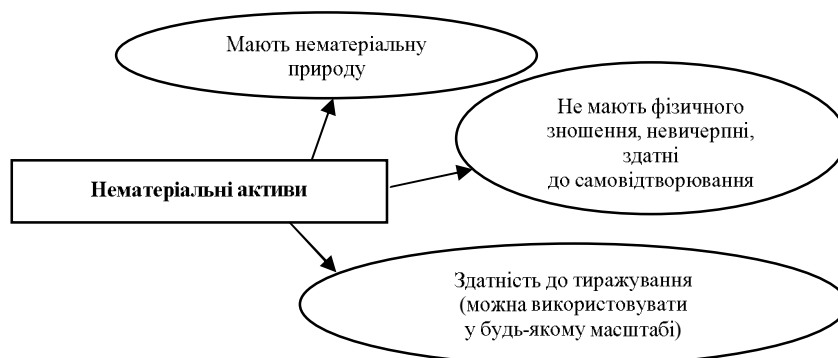 Мають нематеріальну
природу
Не мають фізичного
зношення, невичерпні,
здатні
до самовідтворювання
Нематеріальні активи
Здатність до тиражування
(можна використовувати
у будь-якому масштабі)